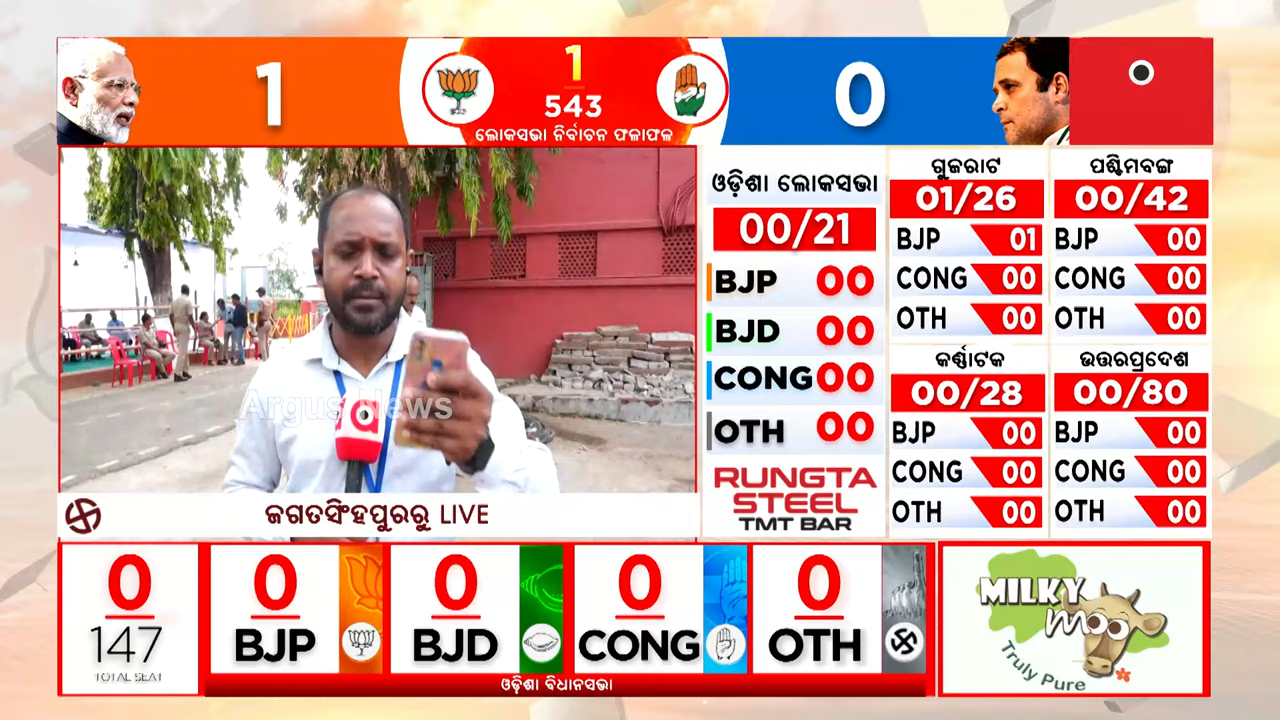 1
1
543
ଲୋକସଭା ନିର୍ବାଚନ ଫଳାଫଳ
0
ଓଡ଼ିଶା ଲୋକସଭା
00/21
BJP 00
BJD 00
CONG 00
OTH 00
RUNGTA
STEEL
TMT BAR
ଗୁଜରାଟ
01/26
BJP 01
CONG 00
OTH 00
ପଶ୍ଚିମବଙ୍ଗ
00/42
BJP 00
CONG 00
OTH 00
କର୍ଣ୍ଣାଟକ
00/28
BJP 00
CONG 00
OTH 00
ଉତ୍ତରପ୍ରଦେଶ
00/80
BJP 00
CONG 00
OTH 00
Argus News
a
ଜଗତସିଂହପୁରରୁ LIVE
0
147
TOTAL SEAT
0
BJP
0
BJD
0
CONG
0
OTH
ଓଡ଼ିଶା ବିଧାନସଭା
MILKY
moo
Truly Pure